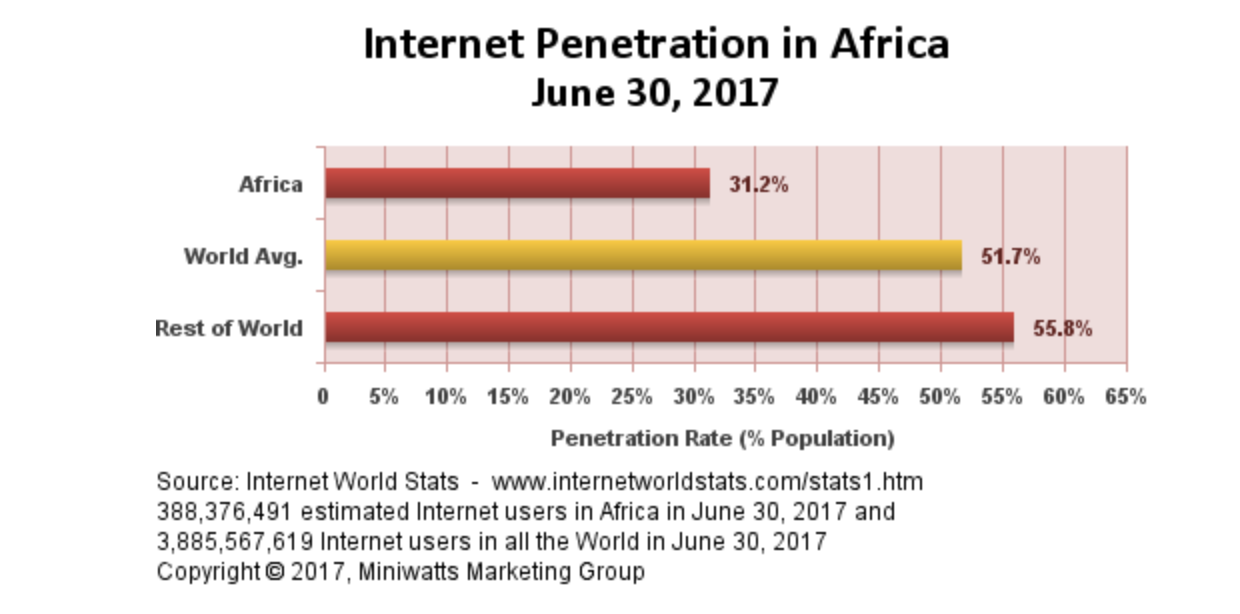 Internet Penetration in Africa
June 30, 2017
Africa
31.2%
World Avg.
51.7%
Rest of World
55.8%
0 5% 10% 15% 20% 25% 30% 35% 40% 45% 50% 55% 60% 65%
Penetration Rate (% Population)
Source: Internet World Stats - www.internetworldstats.com/stats1.htm
388,376,491 estimated Internet users in Africa in June 30, 2017 and
3,885,567,619 Internet users in all the World in June 30, 2017
Copyright © 2017, Miniwatts Marketing Group